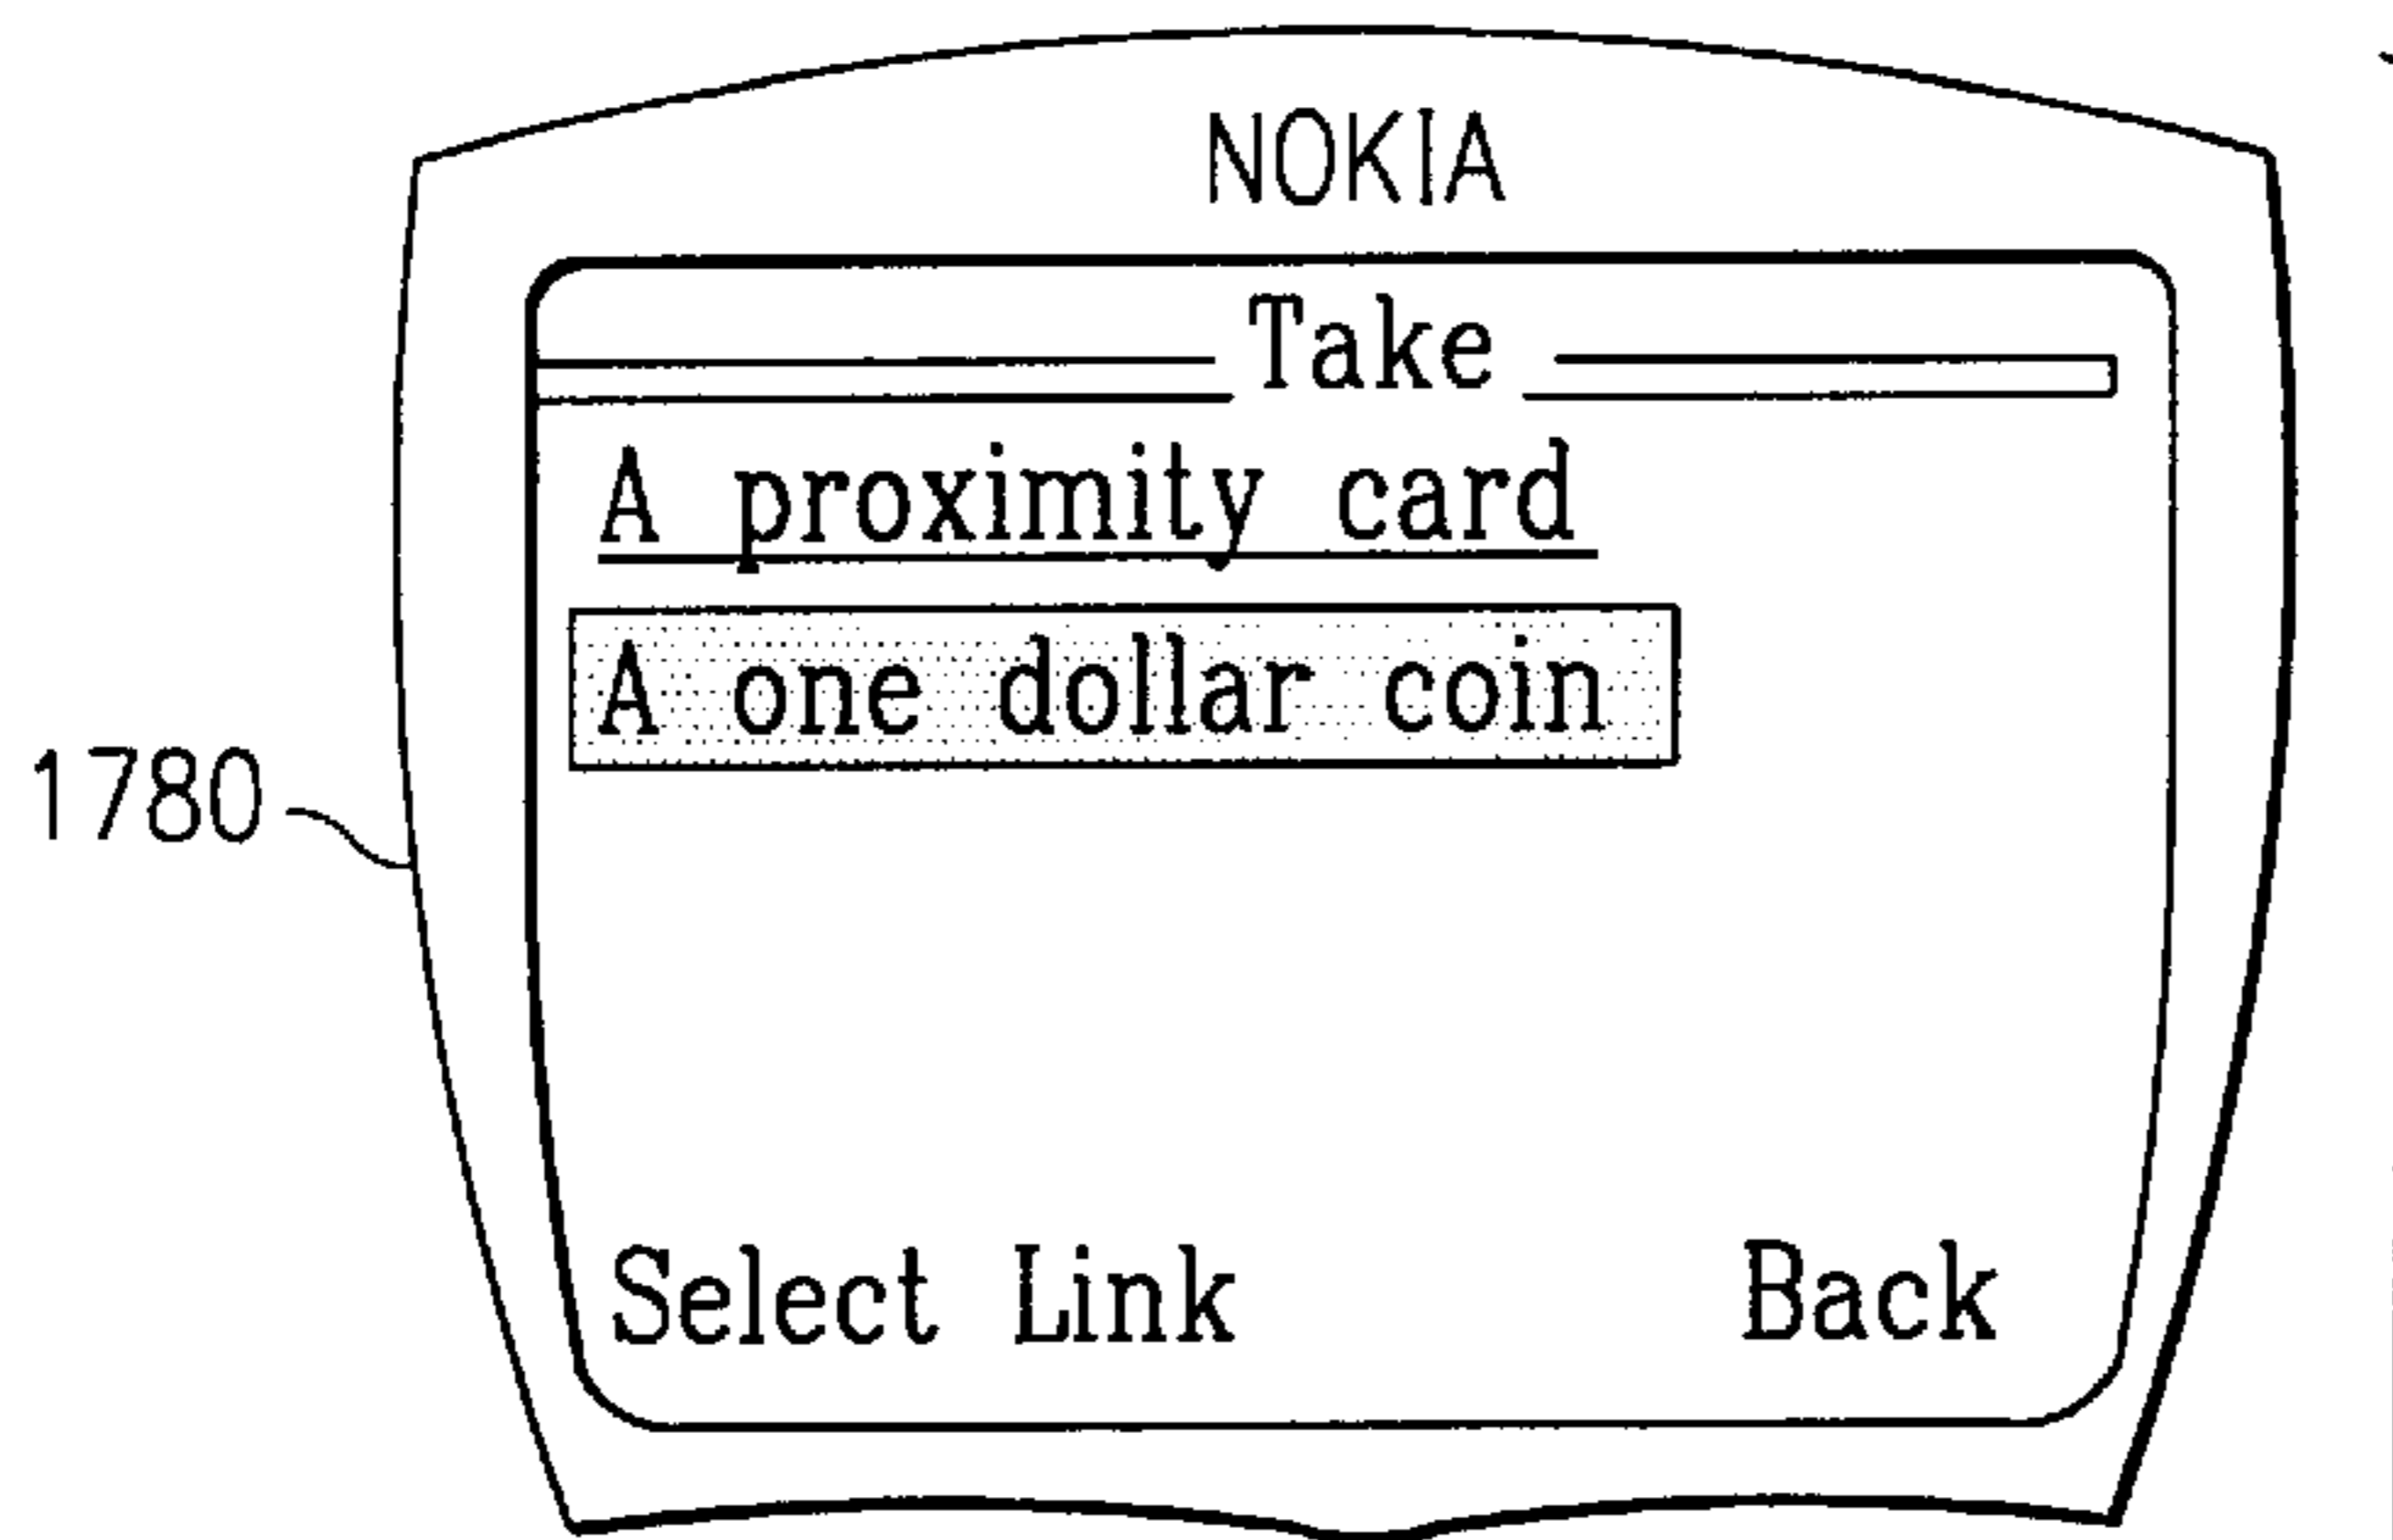 NOKIA
Take
A proximity card
A one dollar coin
1780
Select Link Back